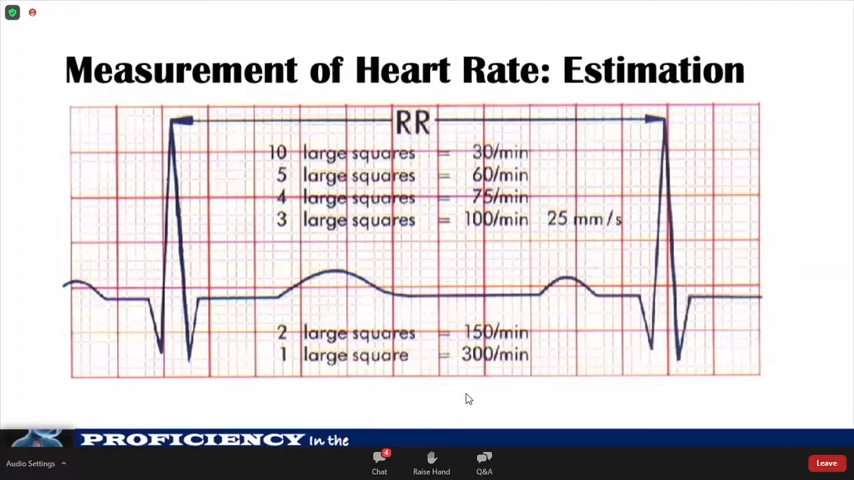 Measurement of Heart Rate: Estimation
RR
10 large squares = 30/min
5 large squares = 60/min
4 large squares = 75/min
3 large squares = 100/min 25 mm/s
2 large squares = 150/min
1 large square = 300/min
PROFICIENCY In the
Audio Settings
4
Chat
Raise Hand
Q&A
Leave